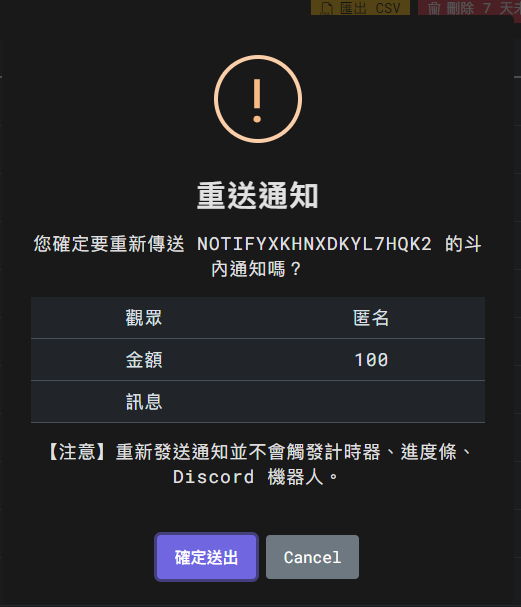 匯出 CSV 刪除 7 天未
!
重送通知
您確定要重新傳送 NOTIFYXKHNXDKYL7HQK2 的斗
內通知嗎？
觀眾 匿名
金額 100
訊息
【注意】重新發送通知並不會觸發計時器、進度條、
Discord 機器人。
確定送出 Cancel